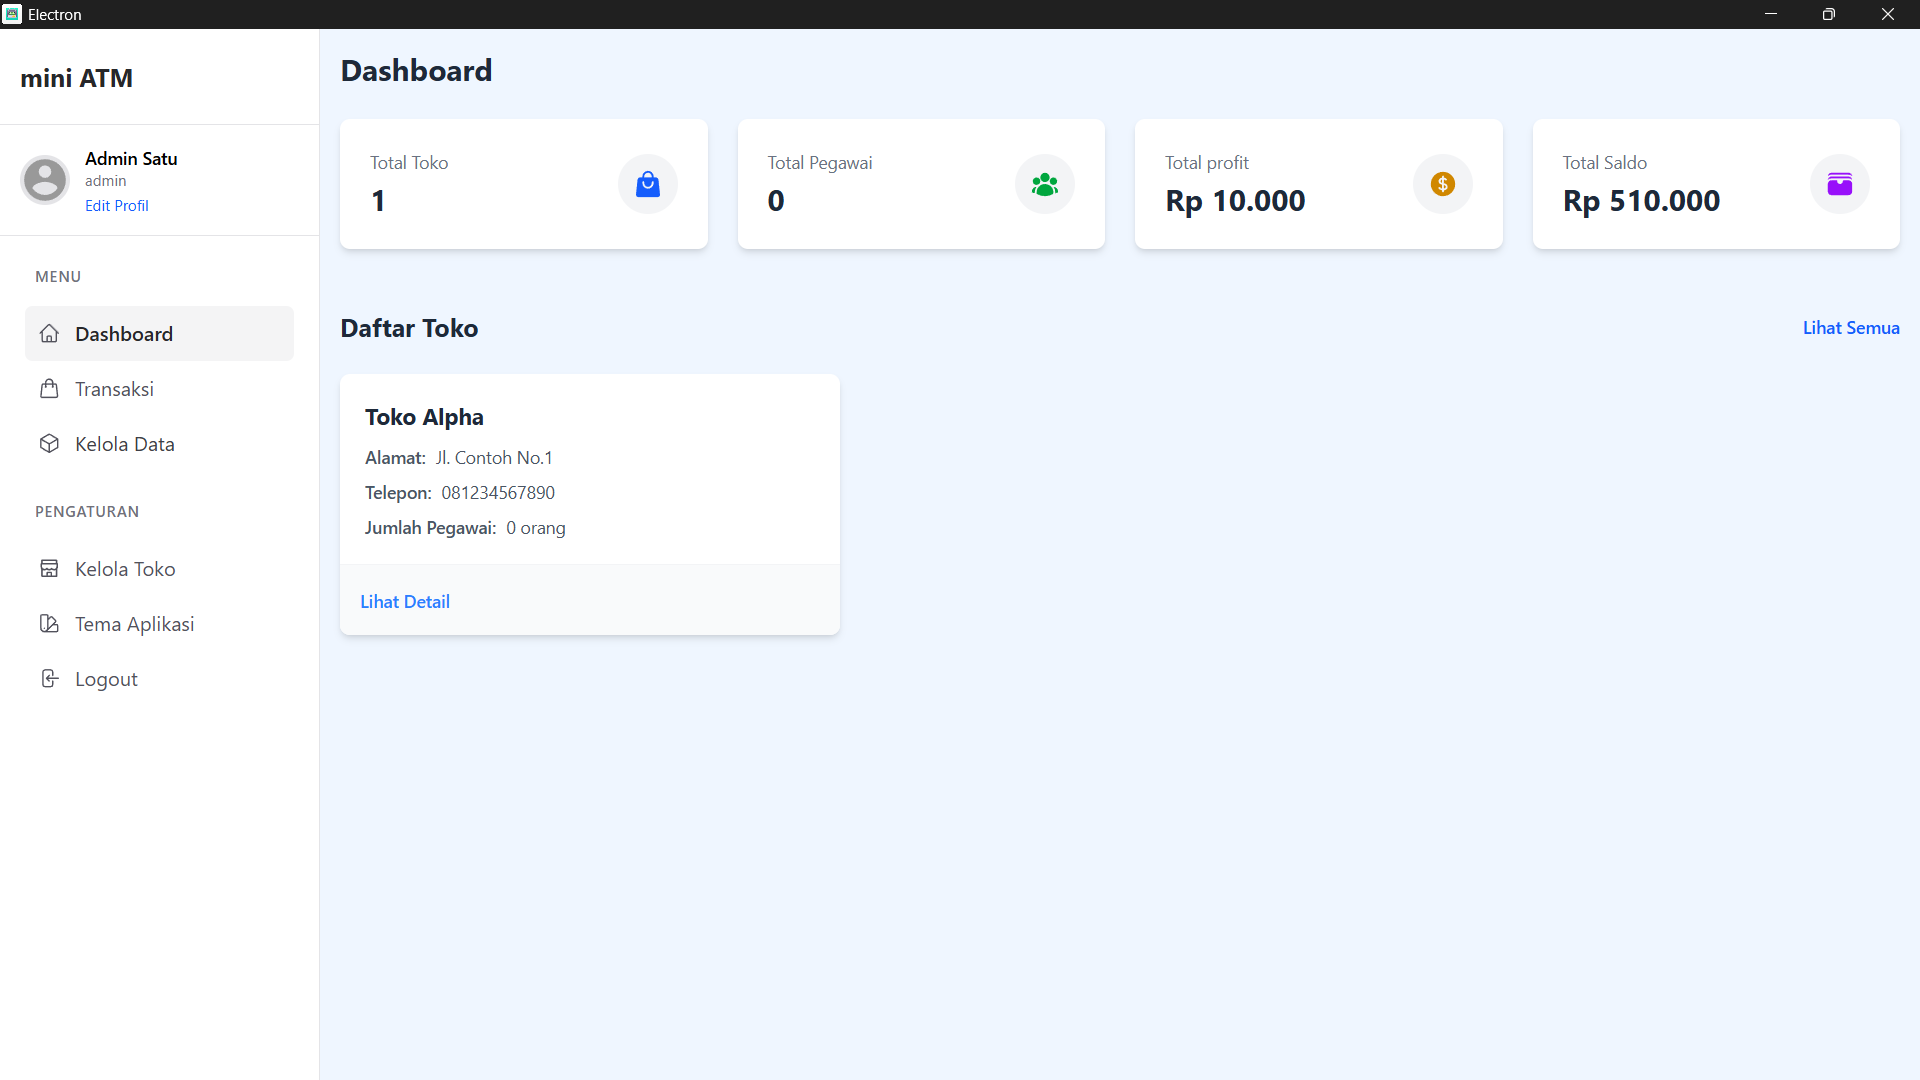 Electron
mini ATM
Admin Satu
admin
Edit Profil
MENU
Dashboard
Transaksi
Kelola Data
PENGATURAN
Kelola Toko
Tema Aplikasi
Logout
Dashboard
Total Toko
1
Total Pegawai
0
Total profit
Rp 10.000
Total Saldo
Rp 510.000
Daftar Toko
Lihat Semua
Toko Alpha
Alamat: Jl. Contoh No.1
Telepon: 081234567890
Jumlah Pegawai: 0 orang
Lihat Detail